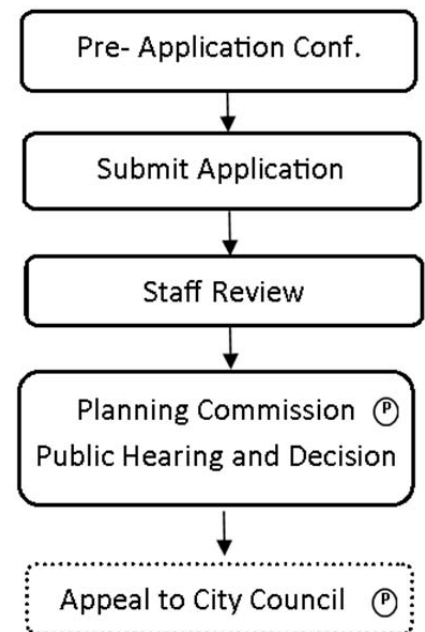 Pre- Application Conf.
Submit Application
Staff Review
Planning Commission Ⓟ
Public Hearing and Decision
Appeal to City Council Ⓟ